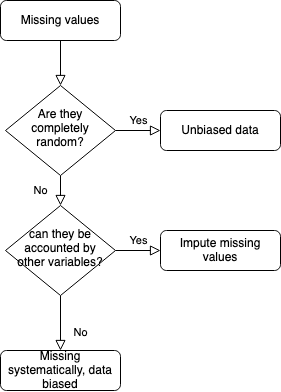 Missing values
Are they
completely
random?
Yes
Unbiased data
No
can they be
accounted by
other variables?
Yes
Impute missing
values
No
Missing
systematically, data
biased